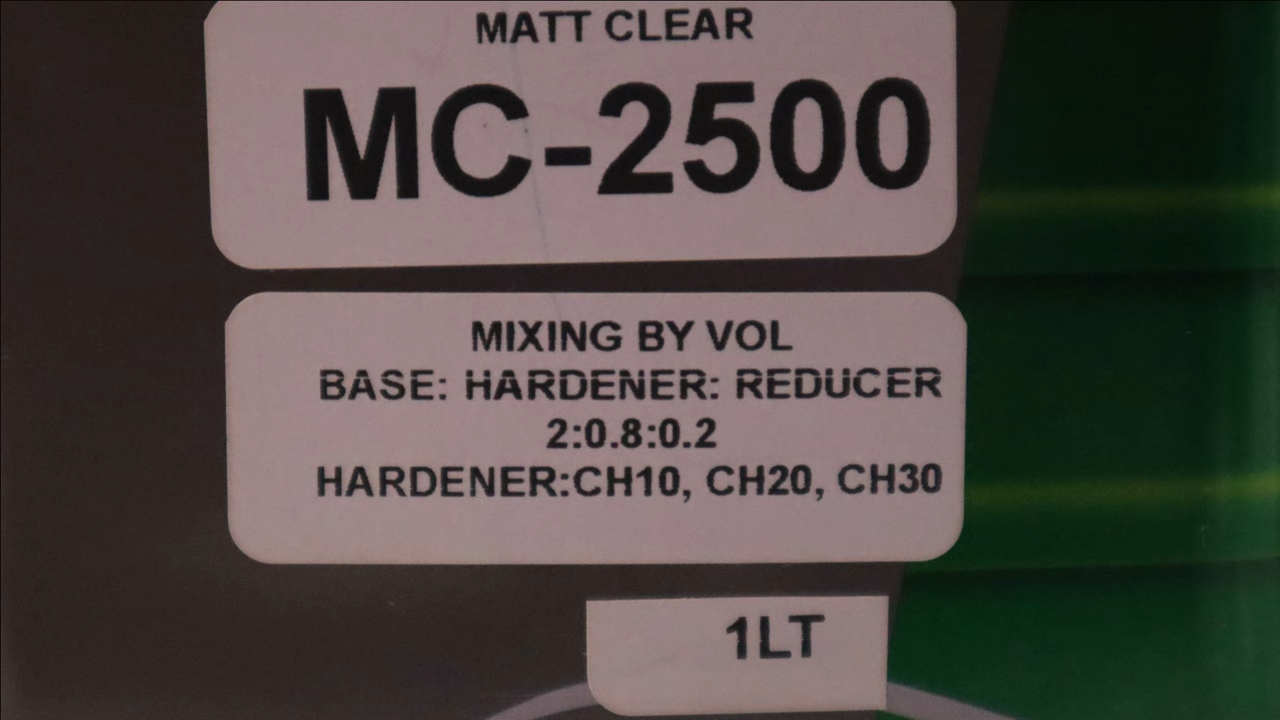 MATT CLEAR
MC-2500
MIXING BY VOL
BASE: HARDENER: REDUCER
2:0.8:0.2
HARDENER:CH10, CH20, CH30
1LT